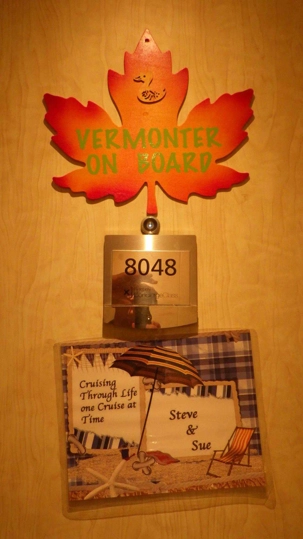 VERMONTER
ON BOARD
8048
Cruising
Through Life
one Cruise at
Time
Steve
&
Sue